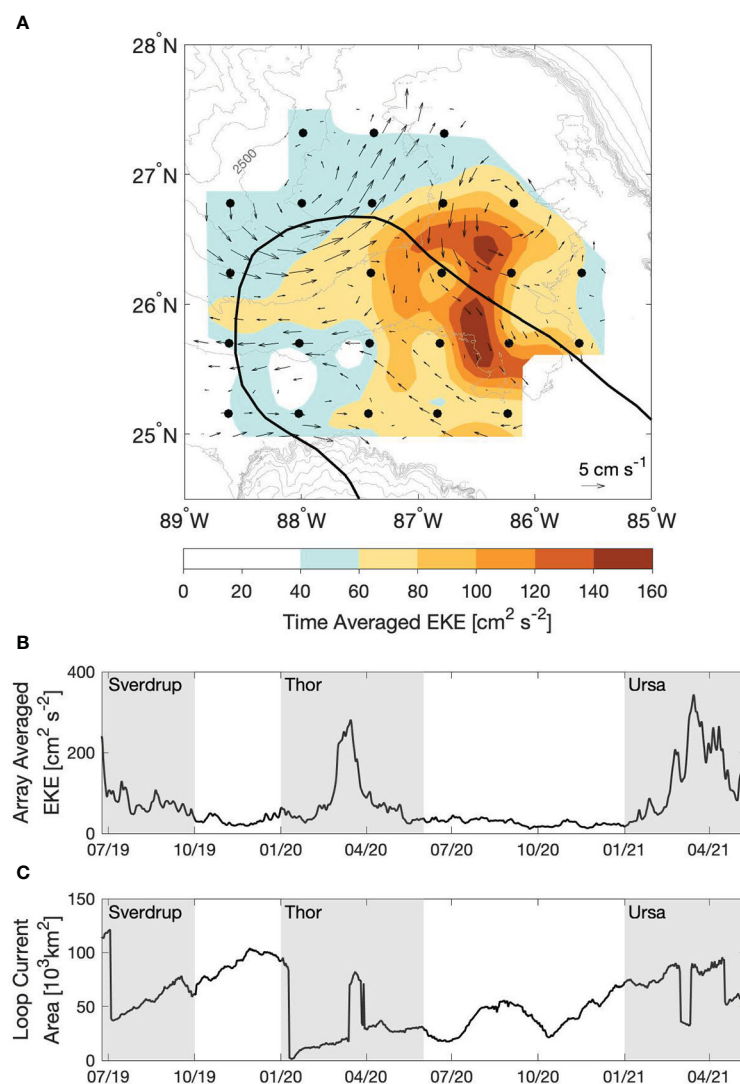 A
28°N
27°N
26°N
25°N
2500
5 cm s-1
89°W 88°W 87°W 86°W 85°W
0 20 40 60 80 100 120 140 160
Time Averaged EKE [cm2 s-2]
B
Array Averaged
EKE [cm2 s-2]
400
200
0
Sverdrup Thor Ursa
07/19 10/19 01/20 04/20 07/20 10/20 01/21 04/21
C
Loop Current
Area [103km2]
150
100
50
0
Sverdrup Thor Ursa
07/19 10/19 01/20 04/20 07/20 10/20 01/21 04/21